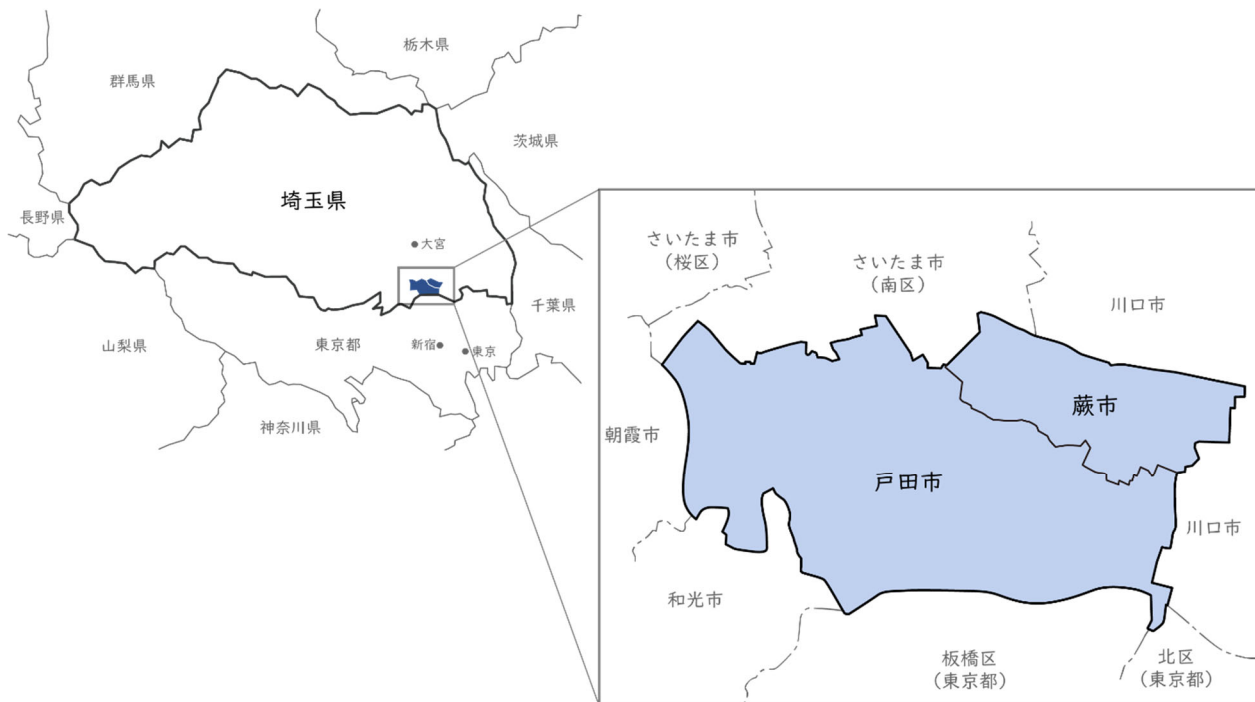 栃木県
群馬県
茨城県
埼玉県
長野県
大宮
千葉県
山梨県
東京都
新宿
東京
神奈川県
さいたま市
（桜区）
さいたま市
（南区）
川口市
蕨市
朝霞市
戸田市
川口市
和光市
板橋区
（東京都）
北区
（東京都）